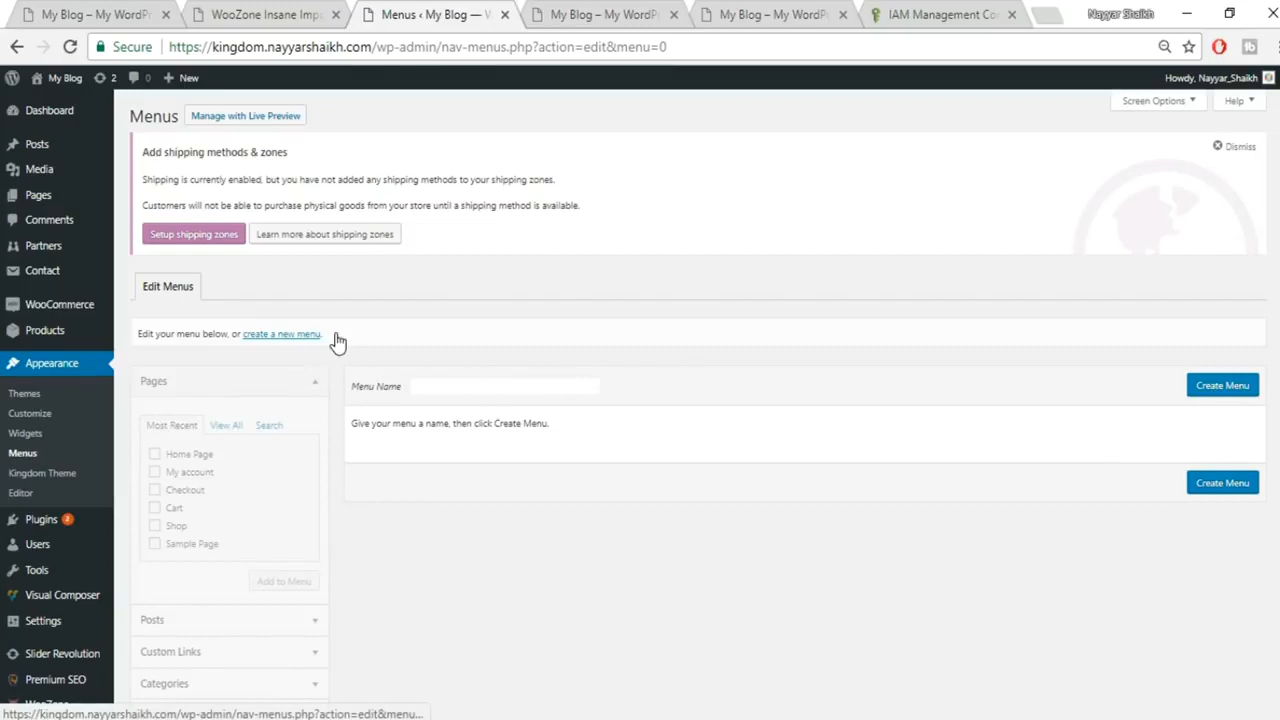 My Blog – My WordPr
WooZone Insane Imp
Menus ‹ My Blog — W
My Blog – My WordP
My Blog – My WordP
IAM Management Co
Nayyar Shaikh
Secure https://kingdom.nayyarshaikh.com/wp-admin/nav-menus.php?action=edit&menu=0
My Blog 2 0 New
Howdy, Nayyar_Shaikh
Screen Options
Help
Dashboard
Posts
Media
Pages
Comments
Partners
Contact
WooCommerce
Products
Appearance
Themes
Customize
Widgets
Menus
Kingdom Theme
Editor
Plugins 2
Users
Tools
Visual Composer
Settings
Slider Revolution
Premium SEO
Menus
Manage with Live Preview
Add shipping methods & zones
Dismiss
Shipping is currently enabled, but you have not added any shipping methods to your shipping zones.
Customers will not be able to purchase physical goods from your store until a shipping method is available.
Setup shipping zones
Learn more about shipping zones
Edit Menus
Edit your menu below, or create a new menu.
Pages
Most Recent
View All
Search
Home Page
My account
Checkout
Cart
Shop
Sample Page
Add to Menu
Posts
Custom Links
Categories
Menu Name
Create Menu
Give your menu a name, then click Create Menu.
Create Menu
https://kingdom.nayyarshaikh.com/wp-admin/nav-menus.php?action=edit&menu...